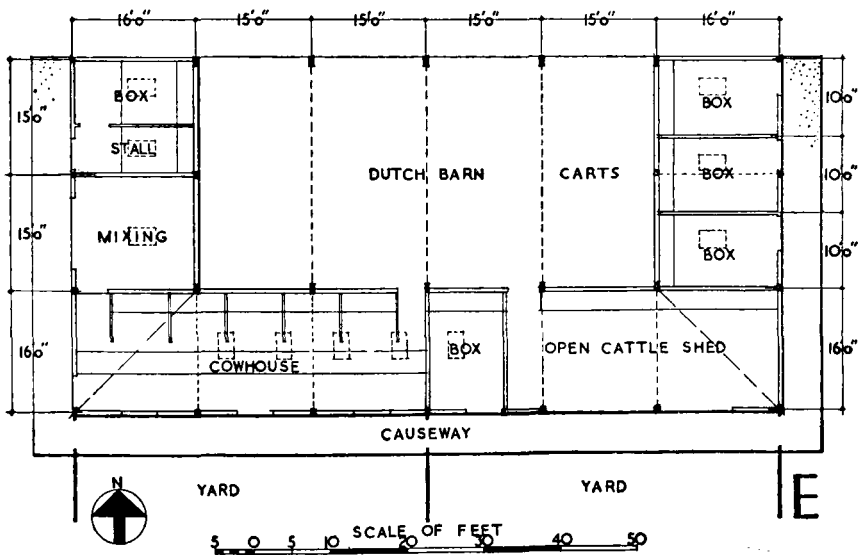 16'0" 15'0" 15'0" 15'0" 15'0" 16'0"
BOX
BOX
15'0"
10'0"
STALL
DUTCH BARN CARTS
BOX
10'0"
MIXING
15'0"
BOX
10'0"
16'0"
COWHOUSE
BOX
OPEN CATTLE SHED
16'0"
CAUSEWAY
N
YARD
YARD
E
SCALE OF FEET
5 0 5 10 20 30 40 50